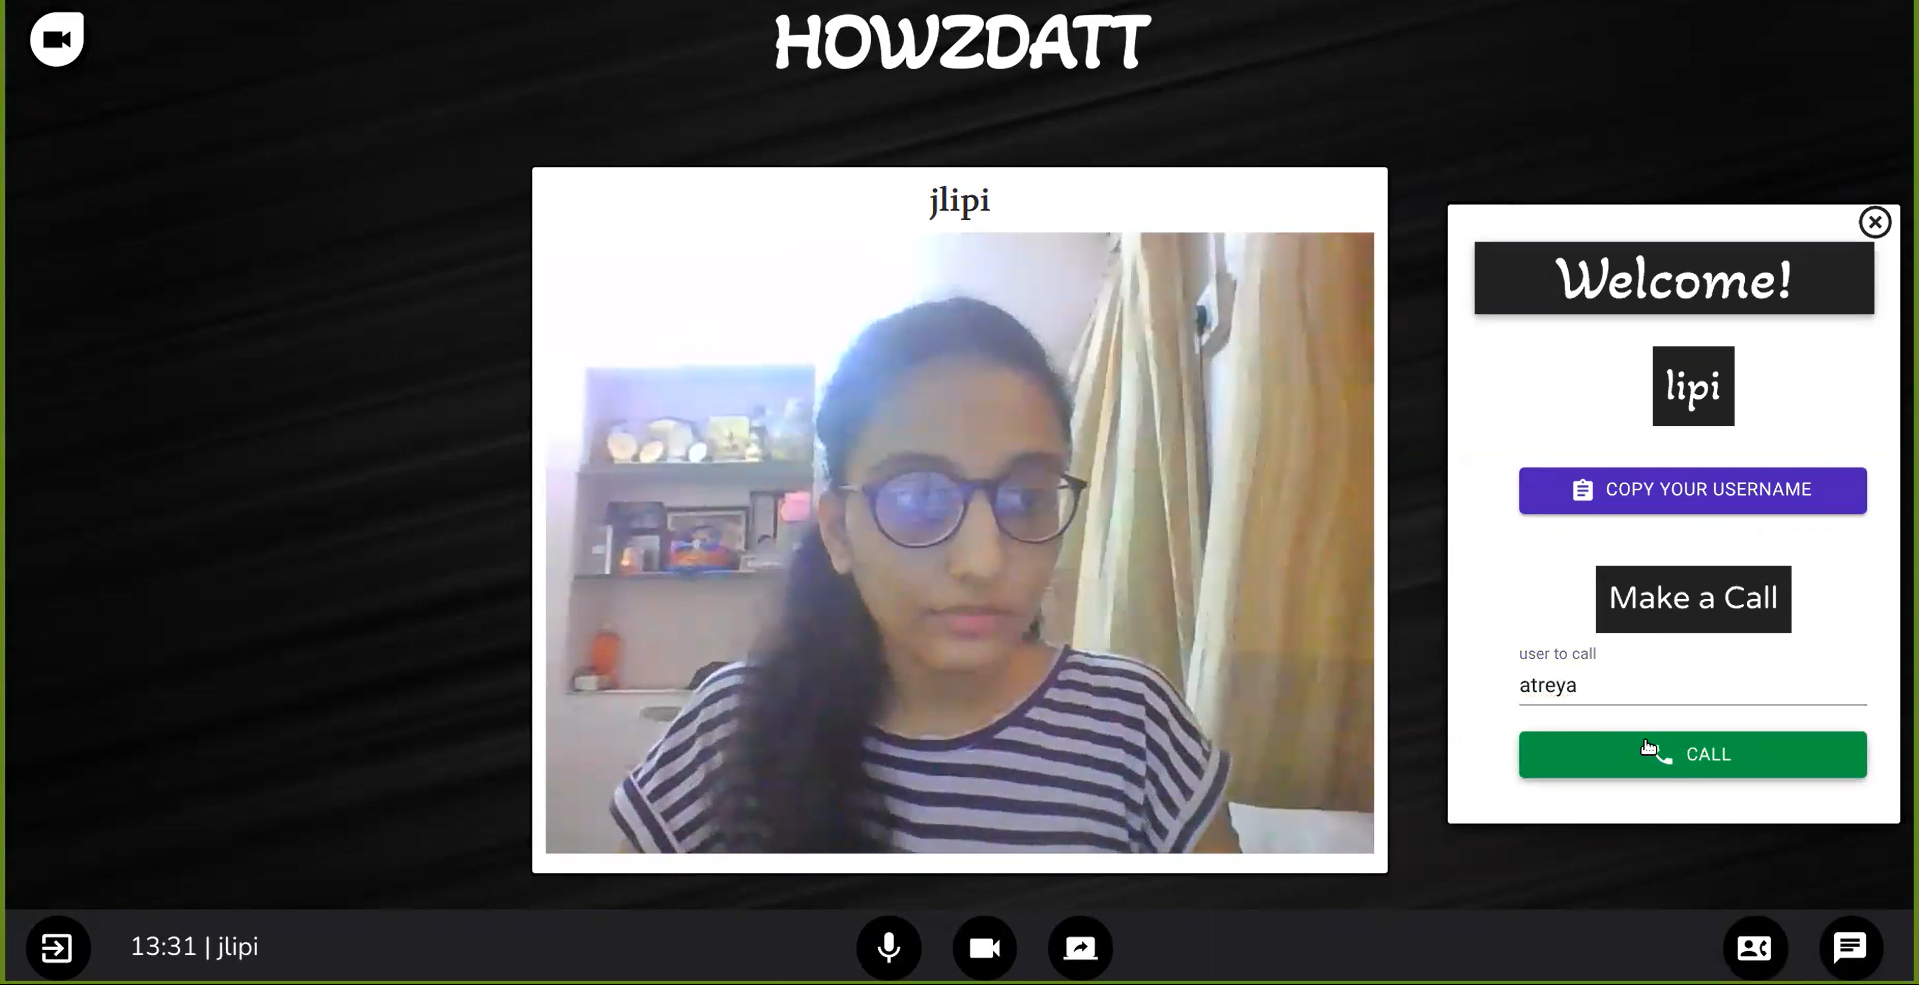 HOWZDATT
jlipi
Welcome!
lipi
COPY YOUR USERNAME
Make a Call
user to call
atreya
CALL
13:31 | jlipi